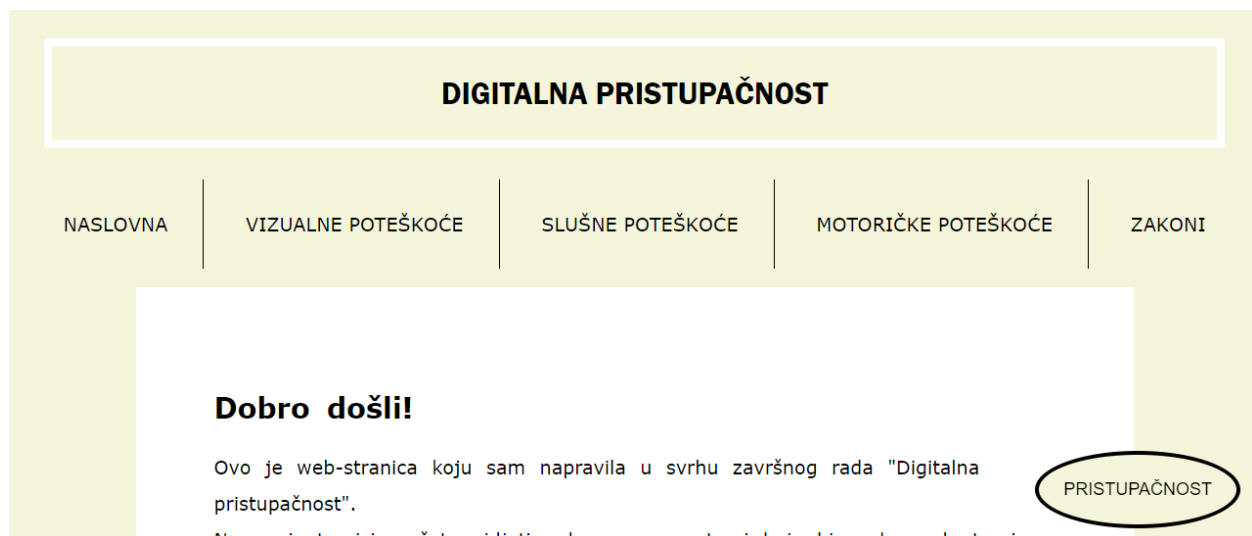 DIGITALNA PRISTUPAČNOST
NASLOVNA
VIZUALNE POTEŠKOĆE
SLUŠNE POTEŠKOĆE
MOTORIČKE POTEŠKOĆE
ZAKONI
Dobro došli!
Ovo je web-stranica koju sam napravila u svrhu završnog rada "Digitalna
pristupačnost".
PRISTUPAČNOST